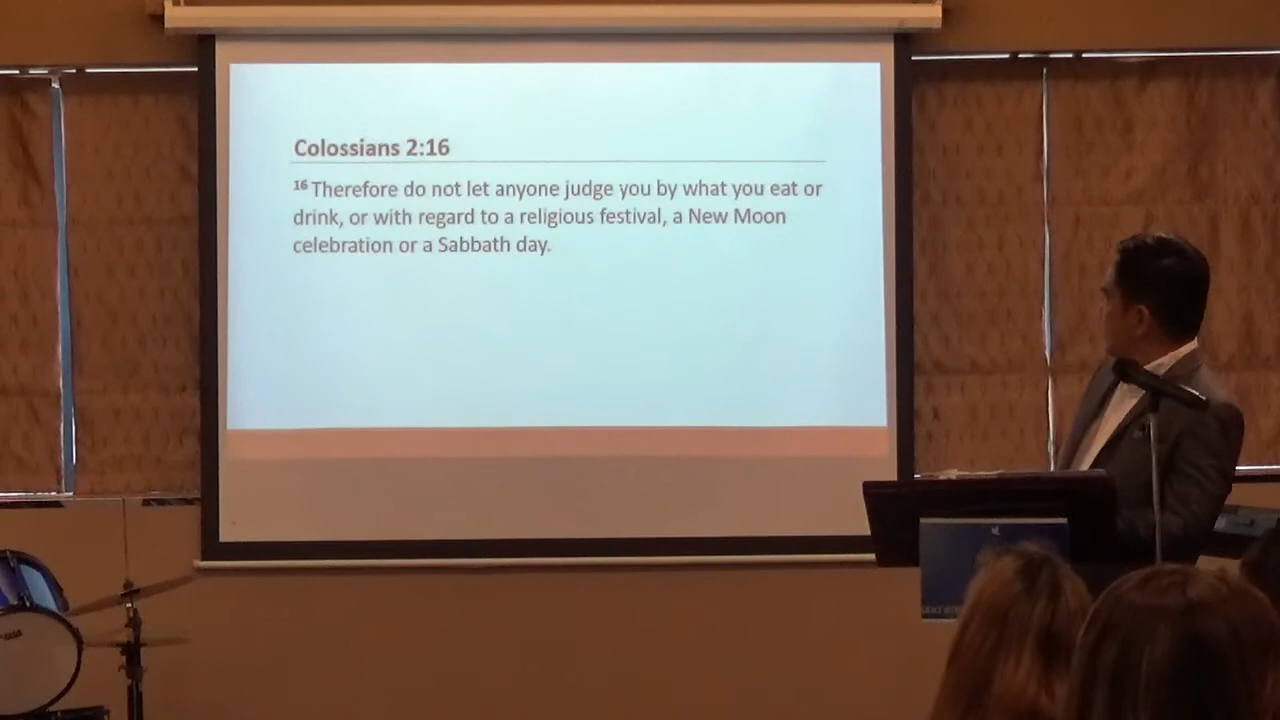 Colossians 2:16
16 Therefore do not let anyone judge you by what you eat or
drink, or with regard to a religious festival, a New Moon
celebration or a Sabbath day.